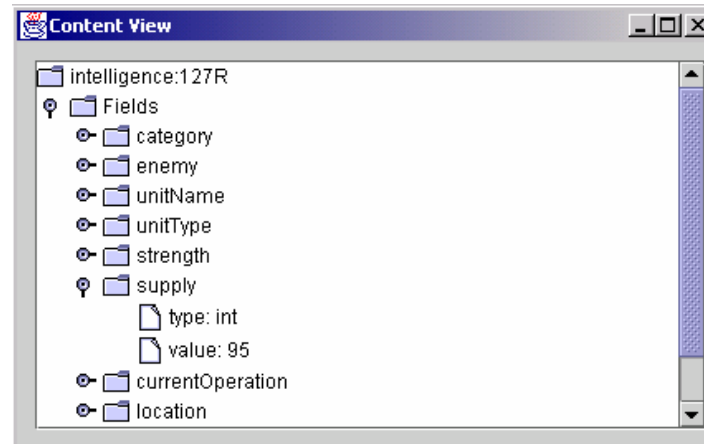 Content View
intelligence:127R
Fields
category
enemy
unitName
unitType
strength
supply
type: int
value: 95
currentOperation
location